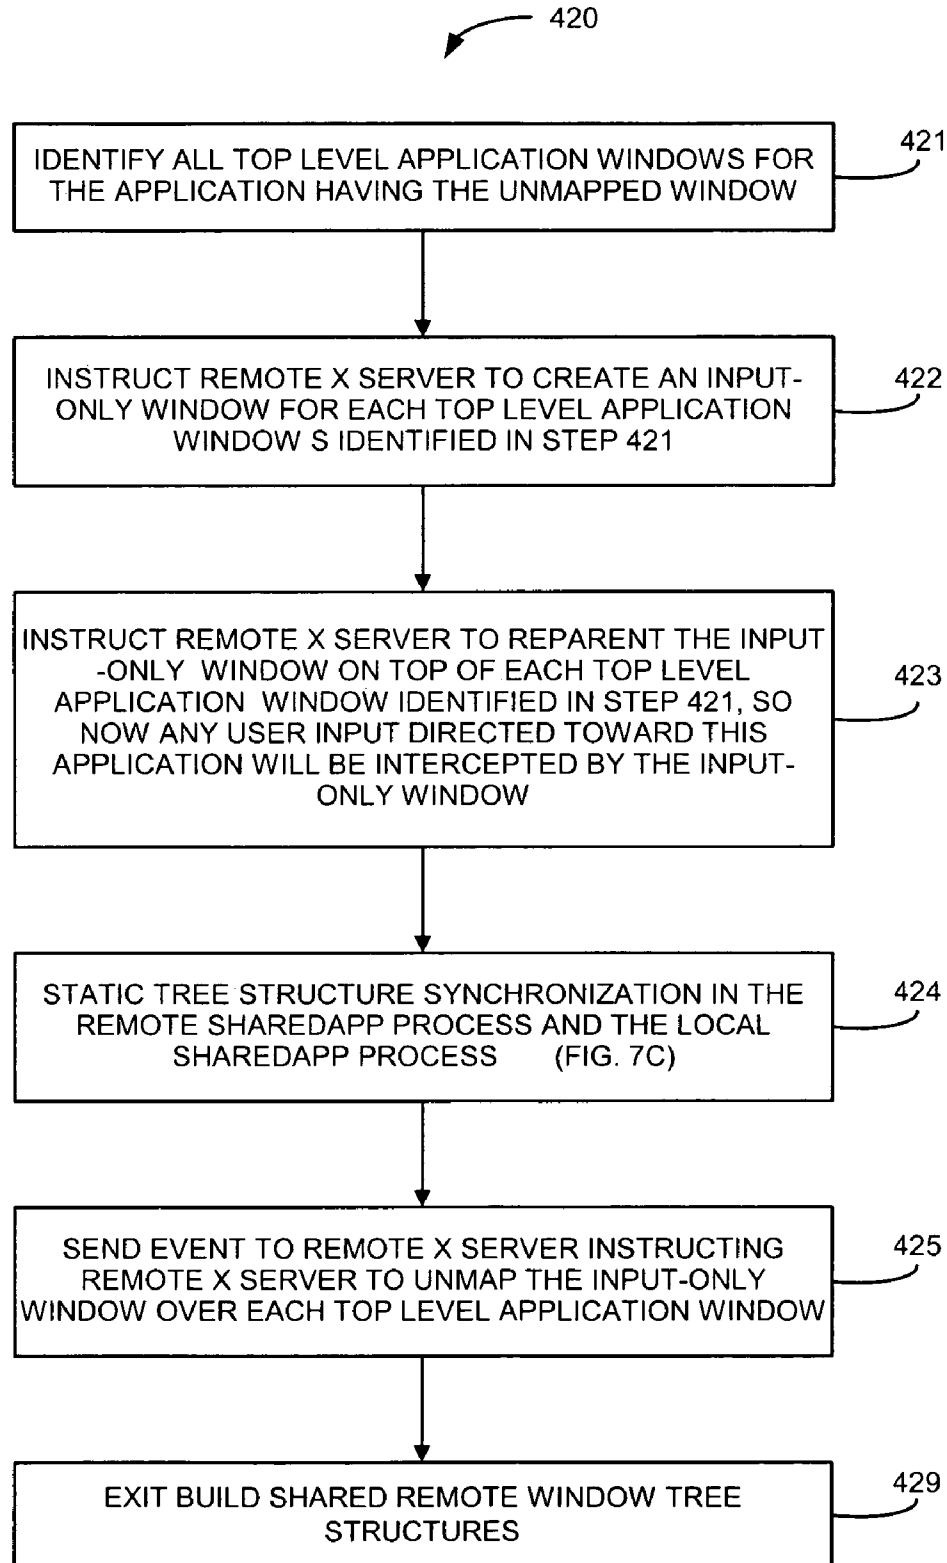 420
IDENTIFY ALL TOP LEVEL APPLICATION WINDOWS FOR
THE APPLICATION HAVING THE UNMAPPED WINDOW
421
INSTRUCT REMOTE X SERVER TO CREATE AN INPUT-
ONLY WINDOW FOR EACH TOP LEVEL APPLICATION
WINDOW S IDENTIFIED IN STEP 421
422
INSTRUCT REMOTE X SERVER TO REPARENT THE INPUT
-ONLY WINDOW ON TOP OF EACH TOP LEVEL
APPLICATION WINDOW IDENTIFIED IN STEP 421, SO
NOW ANY USER INPUT DIRECTED TOWARD THIS
APPLICATION WILL BE INTERCEPTED BY THE INPUT-
ONLY WINDOW
423
STATIC TREE STRUCTURE SYNCHRONIZATION IN THE
REMOTE SHAREDAPP PROCESS AND THE LOCAL
SHAREDAPP PROCESS (FIG. 7C)
424
SEND EVENT TO REMOTE X SERVER INSTRUCTING
REMOTE X SERVER TO UNMAP THE INPUT-ONLY
WINDOW OVER EACH TOP LEVEL APPLICATION WINDOW
425
EXIT BUILD SHARED REMOTE WINDOW TREE
STRUCTURES
429